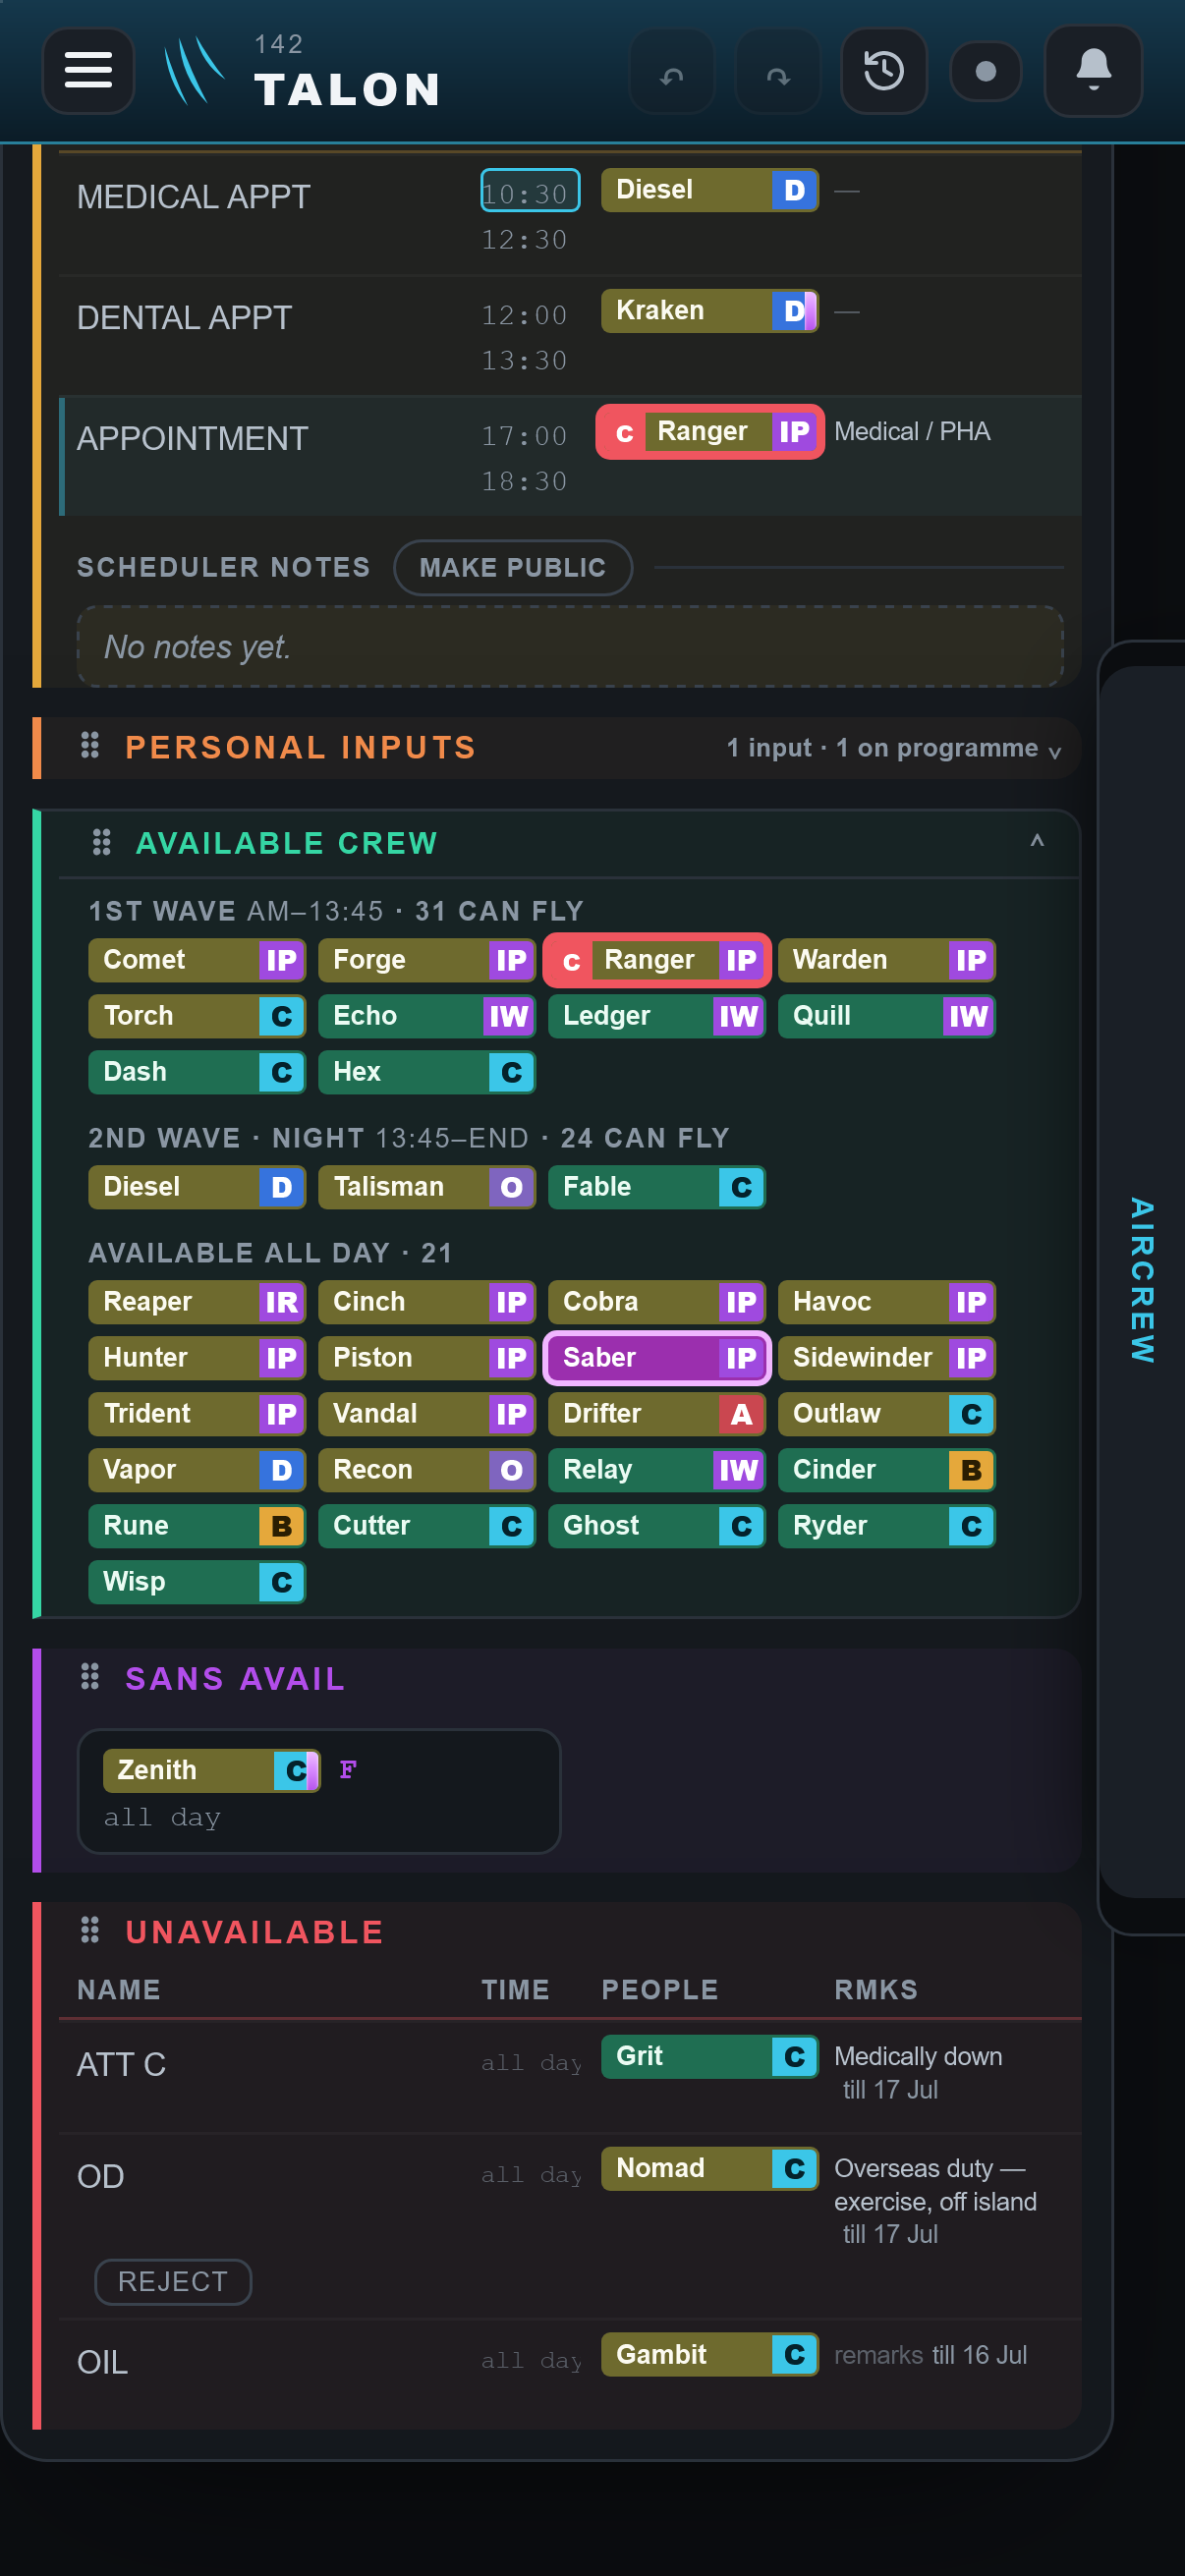 142
TALON
MEDICAL APPT 10:30 Diesel D —
12:30
DENTAL APPT 12:00 Kraken D —
13:30
APPOINTMENT 17:00 c Ranger IP Medical / PHA
18:30
SCHEDULER NOTES MAKE PUBLIC
No notes yet.
PERSONAL INPUTS 1 input · 1 on programme
AVAILABLE CREW
1ST WAVE AM–13:45 · 31 CAN FLY
Comet IP Forge IP c Ranger IP Warden IP
Torch C Echo IW Ledger IW Quill IW
Dash C Hex C
2ND WAVE · NIGHT 13:45–END · 24 CAN FLY
Diesel D Talisman O Fable C
AVAILABLE ALL DAY · 21
Reaper IR Cinch IP Cobra IP Havoc IP
Hunter IP Piston IP Saber IP Sidewinder IP
Trident IP Vandal IP Drifter A Outlaw C
Vapor D Recon O Relay IW Cinder B
Rune B Cutter C Ghost C Ryder C
Wisp C
AIRCREW
SANS AVAIL
Zenith C F
all day
UNAVAILABLE
NAME TIME PEOPLE RMKS
ATT C all day Grit C Medically down
till 17 Jul
OD all day Nomad C Overseas duty —
exercise, off island
till 17 Jul
REJECT
OIL all day Gambit C remarks till 16 Jul